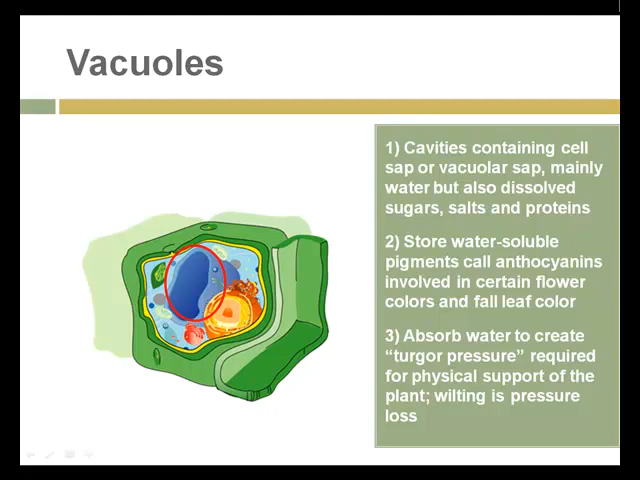 Vacuoles
1) Cavities containing cell
sap or vacuolar sap, mainly
water but also dissolved
sugars, salts and proteins
2) Store water-soluble
pigments call anthocyanins
involved in certain flower
colors and fall leaf color
3) Absorb water to create
“turgor pressure” required
for physical support of the
plant; wilting is pressure
loss